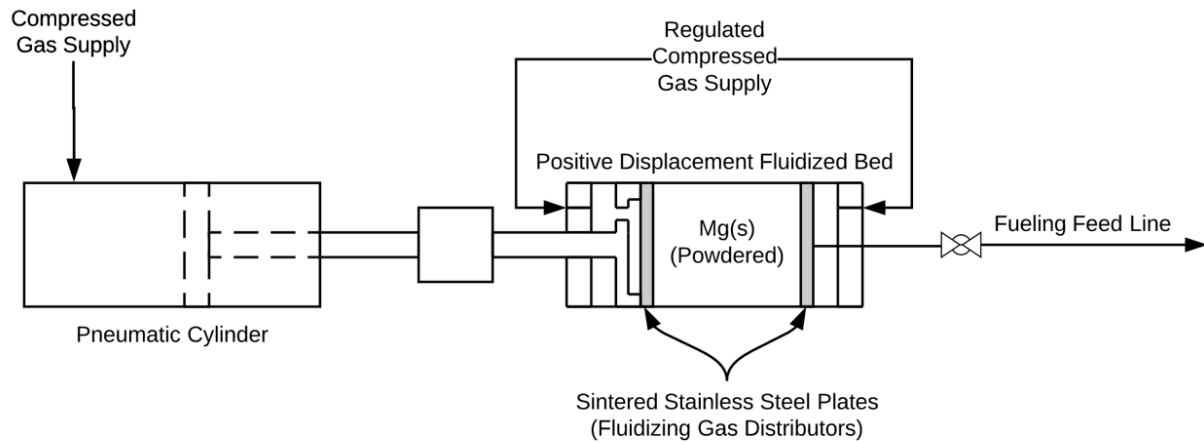 Compressed
Gas Supply
Regulated
Compressed
Gas Supply
Positive Displacement Fluidized Bed
Mg(s)
(Powdered)
Fueling Feed Line
Pneumatic Cylinder
Sintered Stainless Steel Plates
(Fluidizing Gas Distributors)